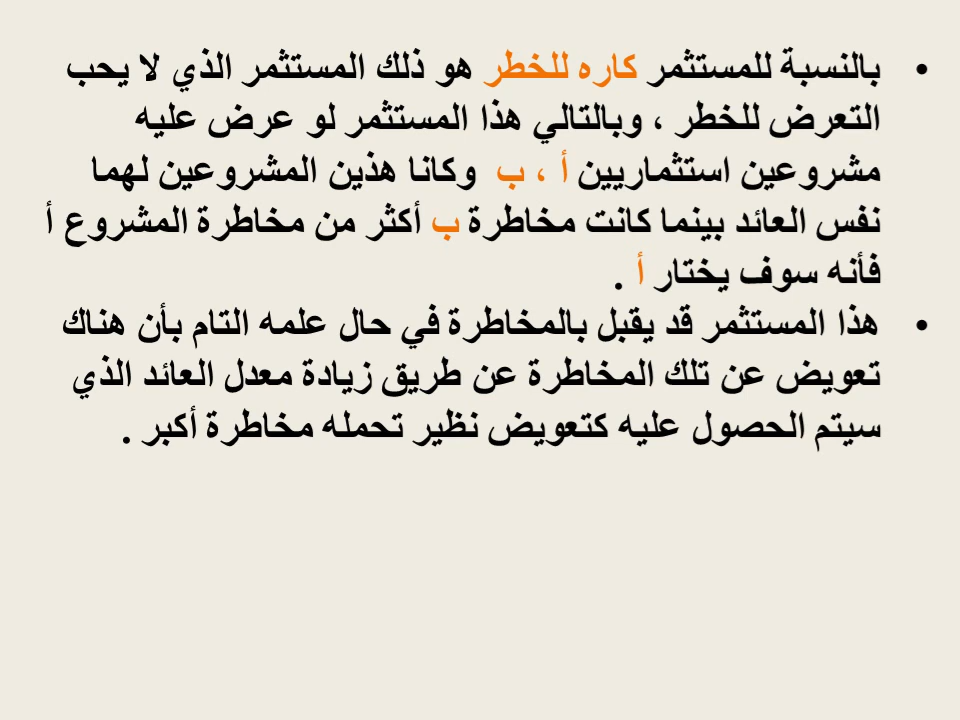 • بالنسبة للمستثمر كاره للخطر هو ذلك المستثمر الذي لا يحب
التعرض للخطر ، وبالتالي هذا المستثمر لو عرض عليه
مشروعين استثماريين أ ، ب وكانا هذين المشروعين لهما
نفس العائد بينما كانت مخاطرة ب أكثر من مخاطرة المشروع أ
فأنه سوف يختار أ .
• هذا المستثمر قد يقبل بالمخاطرة في حال علمه التام بأن هناك
تعويض عن تلك المخاطرة عن طريق زيادة معدل العائد الذي
سيتم الحصول عليه كتعويض نظير تحمله مخاطرة أكبر .